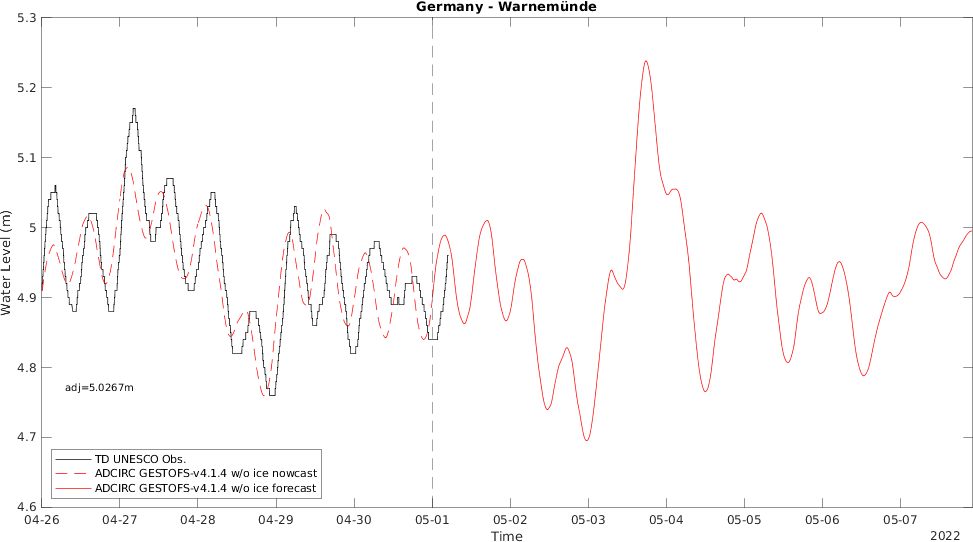 Germany - Warnemünde
5.3
5.2
5.1
5
4.9
4.8
4.7
4.6
Water Level (m)
adj=5.0267m
TD UNESCO Obs.
ADCIRC GESTOFS-v4.1.4 w/o ice nowcast
ADCIRC GESTOFS-v4.1.4 w/o ice forecast
04-26 04-27 04-28 04-29 04-30 05-01 05-02 05-03 05-04 05-05 05-06 05-07
Time
2022